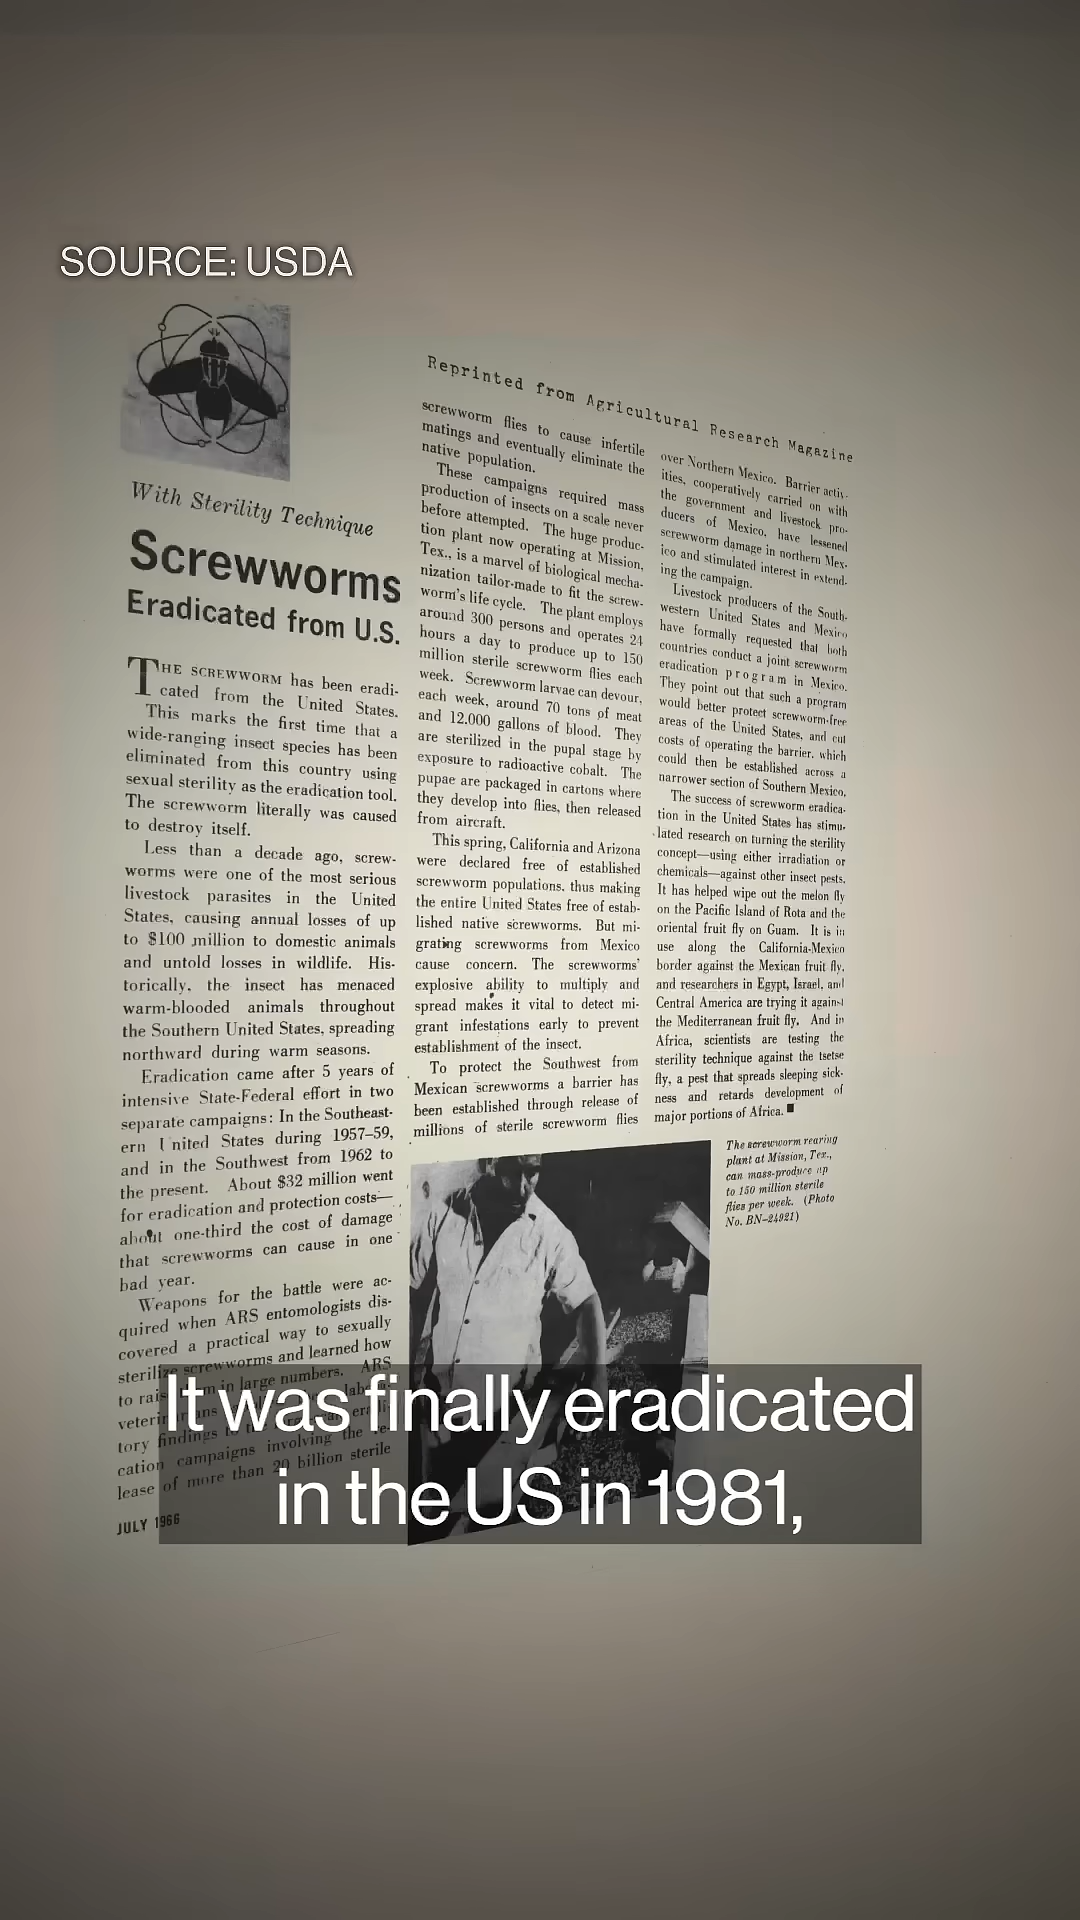 SOURCE: USDA
With Sterility Technique
Screwworms
Eradicated from U.S.
THE SCREWWORM has been eradi-
cated from the United States.
This marks the first time that a
wide-ranging insect species has been
eliminated from this country using
sexual sterility as the eradication tool.
The screwworm literally was caused
to destroy itself.
Less than a decade ago, screw-
worms were one of the most serious
livestock parasites in the United
States, causing annual losses of up
to $100 million to domestic animals
and untold losses in wildlife. His-
torically, the insect has menaced
warm-blooded animals throughout
the Southern United States, spreading
northward during warm seasons.
Eradication came after 5 years of
intensive State-Federal effort in two
separate campaigns: In the Southeast-
ern United States during 1957–59,
and in the Southwest from 1962 to
the present. About $32 million went
for eradication and protection costs—
about one-third the cost of damage
that screwworms can cause in one
bad year.
Weapons for the battle were ac-
quired when ARS entomologists dis-
covered a practical way to sexually
sterilize screwworms and learned how
to raise them in large numbers. ARS
tory findings to the
cation campaigns involving the re-
lease of more than 20 billion sterile
JULY 1966
Reprinted from Agricultural Research Magazine
screwworm flies to cause infertile
matings and eventually eliminate the
native population.
These campaigns required mass
production of insects on a scale never
before attempted. The huge produc-
tion plant now operating at Mission,
Tex., is a marvel of biological mecha-
nization tailor-made to fit the screw-
worm's life cycle. The plant employs
around 300 persons and operates 24
hours a day to produce up to 150
million sterile screwworm flies each
week. Screwworm larvae can devour,
each week, around 70 tons of meat
and 12,000 gallons of blood. They
are sterilized in the pupal stage by
exposure to radioactive cobalt. The
pupae are packaged in cartons where
they develop into flies, then released
from aircraft.
This spring, California and Arizona
were declared free of established
screwworm populations, thus making
the entire United States free of estab-
lished native screwworms. But mi-
grating screwworms from Mexico
cause concern. The screwworms'
explosive ability to multiply and
spread makes it vital to detect mi-
grant infestations early to prevent
establishment of the insect.
To protect the Southwest from
Mexican screwworms a barrier has
been established through release of
millions of sterile screwworm flies
over Northern Mexico. Barrier activ-
ities, cooperatively carried on with
the government and livestock pro-
ducers of Mexico, have lessened
screwworm damage in northern Mex-
ico and stimulated interest in extend-
ing the campaign.
Livestock producers of the South-
western United States and Mexico
have formally requested that both
countries conduct a joint screwworm
eradication program in Mexico.
They point out that such a program
would better protect screwworm-free
areas of the United States, and cut
costs of operating the barrier, which
could then be established across a
narrower section of Southern Mexico.
The success of screwworm eradica-
tion in the United States has stimu-
lated research on turning the sterility
concept—using either irradiation or
chemicals—against other insect pests.
It has helped wipe out the melon fly
on the Pacific Island of Rota and the
oriental fruit fly on Guam. It is in
use along the California-Mexico
border against the Mexican fruit fly,
and researchers in Egypt, Israel, and
Central America are trying it against
the Mediterranean fruit fly. And in
Africa, scientists are testing the
sterility technique against the tsetse
fly, a pest that spreads sleeping sick-
ness and retards development of
major portions of Africa. ■
The screwworm rearing
plant at Mission, Tex.,
can mass-produce up
to 150 million sterile
flies per week. (Photo
No. BN-24921)
It was finally eradicated
in the US in 1981,